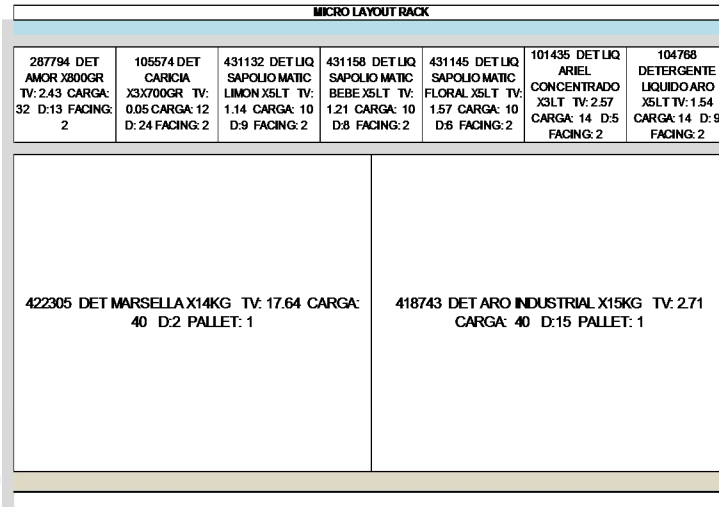 MICRO LAYOUT RACK
287794 DET
AMOR X800GR
TV: 2.43 CARGA:
32 D:13 FACING:
2
105574 DET
CARICIA
X3X700GR TV:
0.05 CARGA: 12
D: 24 FACING: 2
431132 DET LIQ
SAPOLIO MATIC
LIMON X5LT TV:
1.14 CARGA: 10
D:9 FACING: 2
431158 DET LIQ
SAPOLIO MATIC
BEBE X5LT TV:
1.21 CARGA: 10
D:8 FACING: 2
431145 DET LIQ
SAPOLIO MATIC
FLORAL X5LT TV:
1.57 CARGA: 10
D:6 FACING: 2
101435 DET LIQ
ARIEL
CONCENTRADO
X3LT TV: 2.57
CARGA: 14 D:5
FACING: 2
104768
DETERGENTE
LIQUIDO ARO
X5LT TV: 1.54
CARGA: 14 D: 9
FACING: 2
422305 DET MARSELLA X14KG TV: 17.64 CARGA:
40 D:2 PALLET: 1
418743 DET ARO INDUSTRIAL X15KG TV: 2.71
CARGA: 40 D:15 PALLET: 1